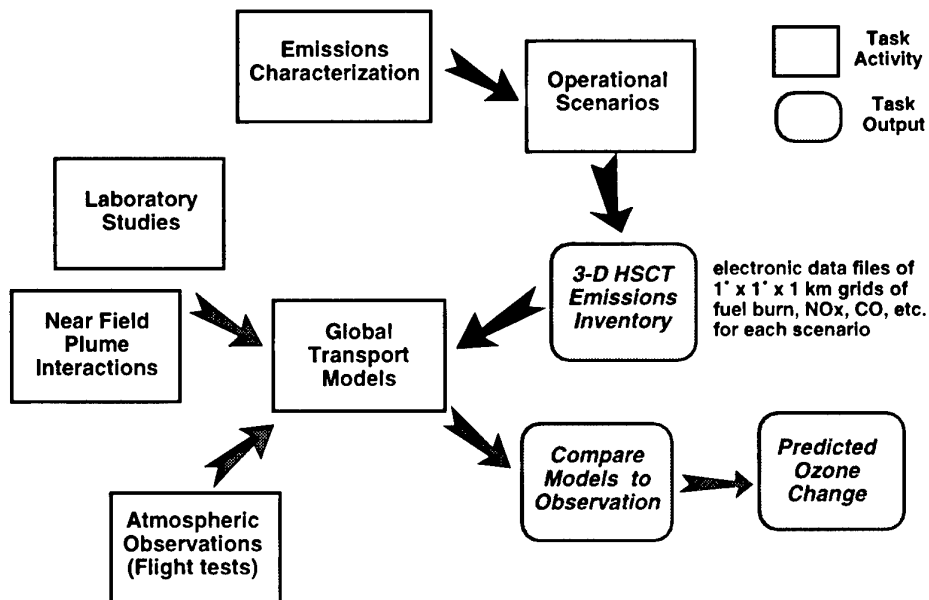 Emissions
Characterization
Operational
Scenarios
Task
Activity
Task
Output
Laboratory
Studies
3-D HSCT
Emissions
Inventory
electronic data files of
1° x 1° x 1 km grids of
fuel burn, NOx, CO, etc.
for each scenario
Near Field
Plume
Interactions
Global
Transport
Models
Compare
Models to
Observation
Predicted
Ozone
Change
Atmospheric
Observations
(Flight tests)